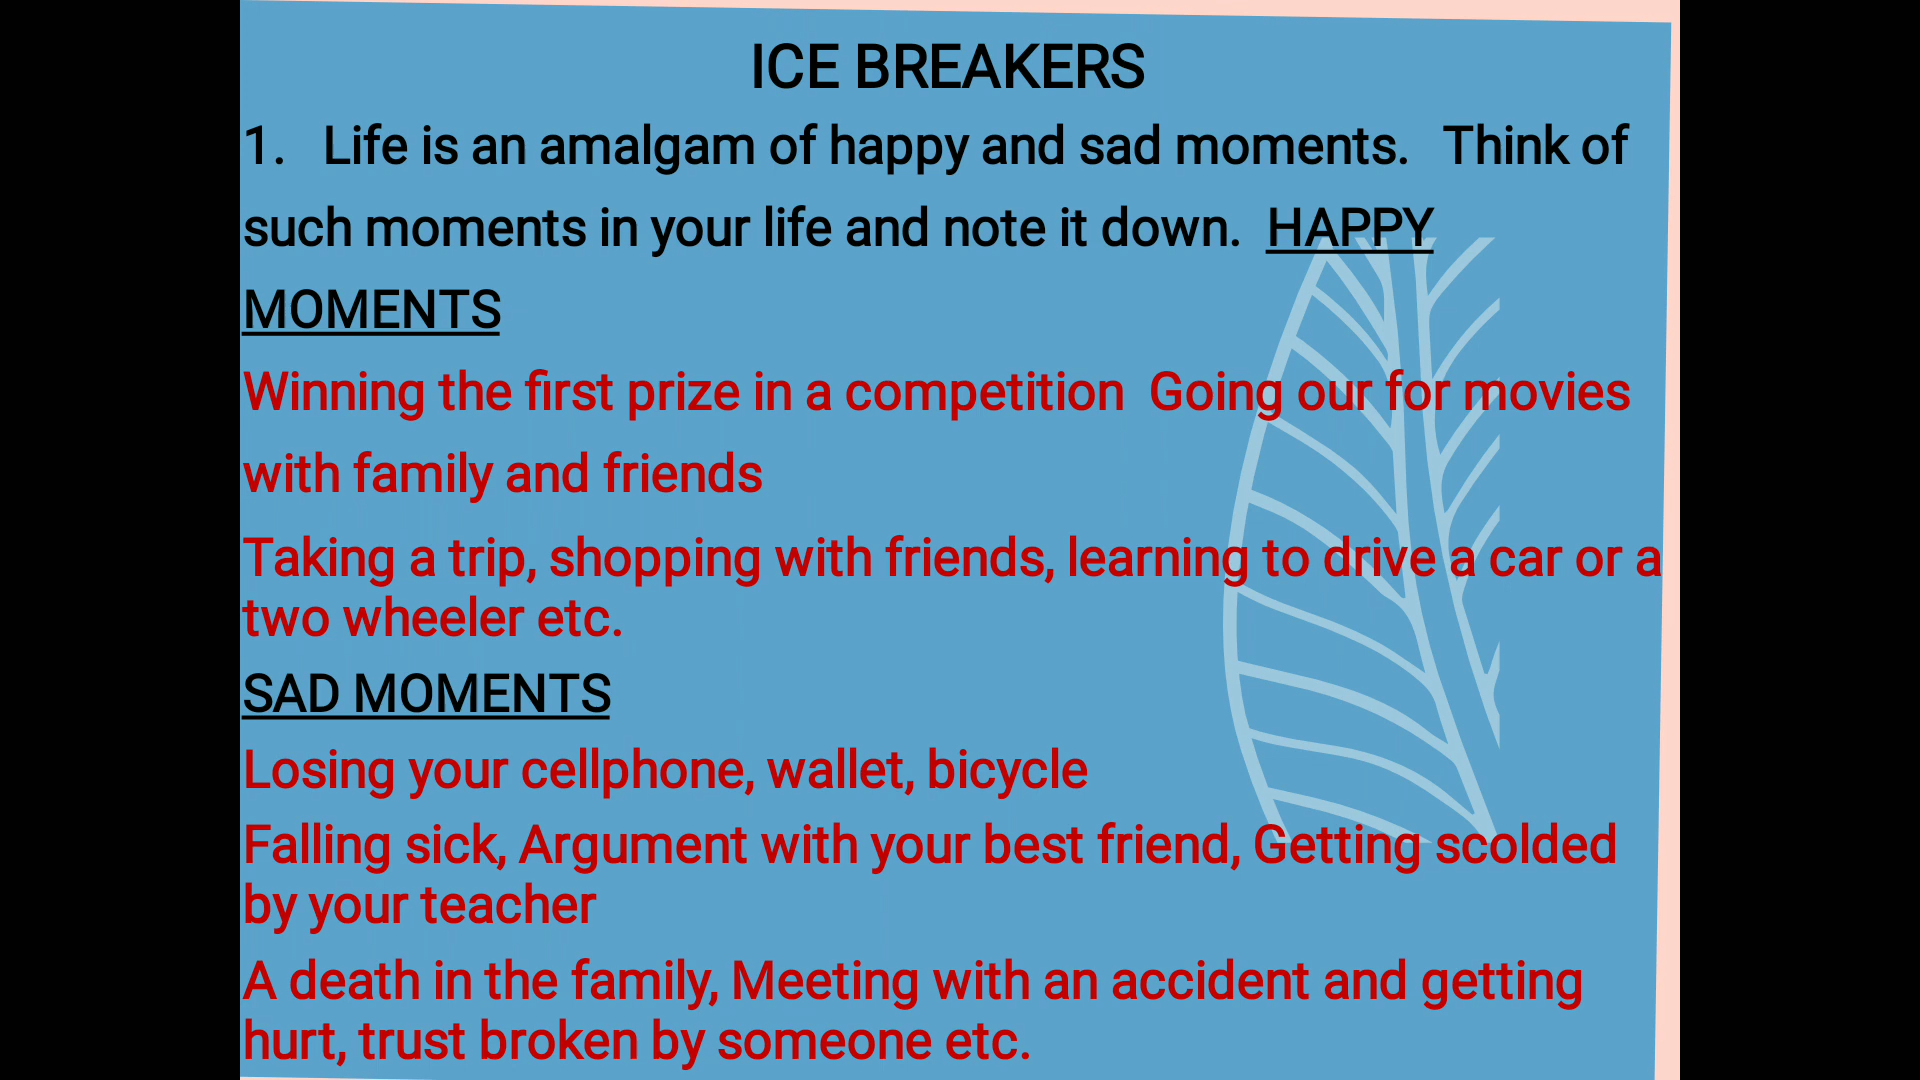 ICE BREAKERS
1. Life is an amalgam of happy and sad moments. Think of
such moments in your life and note it down. HAPPY
MOMENTS
Winning the first prize in a competition Going our for movies
with family and friends
Taking a trip, shopping with friends, learning to drive a car or a
two wheeler etc.
SAD MOMENTS
Losing your cellphone, wallet, bicycle
Falling sick, Argument with your best friend, Getting scolded
by your teacher
A death in the family, Meeting with an accident and getting
hurt, trust broken by someone etc.